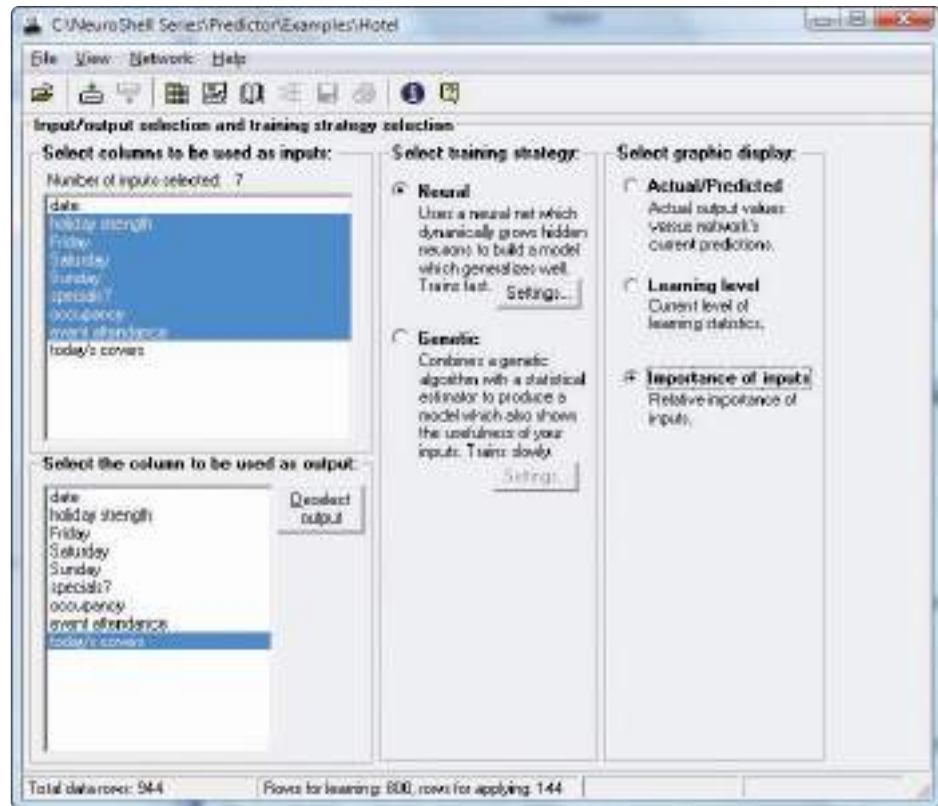 C:\NeuroShell Series\Predictor\Examples\Hotel
File View Network Help
Input/output selection and training strategy selection
Select columns to be used as inputs:
Number of inputs selected: 7
date
holiday strength
Friday
Saturday
Sunday
specials?
occupancy
event attendance
today's covers
Select the column to be used as output:
date
holiday strength
Friday
Saturday
Sunday
specials?
occupancy
event attendance
today's covers
Deselect
output
Select training strategy:
Neural
Uses a neural net which
dynamically grows hidden
neurons to build a model
which generalizes well.
Trains fast.
Settings...
Genetic
Combines a genetic
algorithm with a statistical
estimator to produce a
model which also shows
the usefulness of your
inputs. Trains slowly.
Settings...
Select graphic display:
Actual/Predicted
Actual output values
versus network's
current predictions.
Learning level
Current level of
learning statistics.
Importance of inputs
Relative importance of
inputs.
Total data rows: 944
Rows for learning: 800, rows for applying: 144